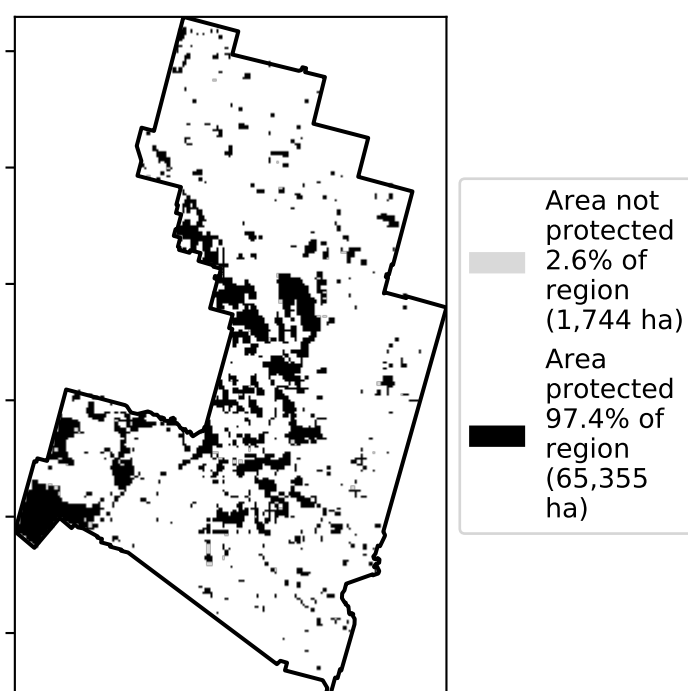 Area not
protected
2.6% of
region
(1,744 ha)
Area
protected
97.4% of
region
(65,355
ha)